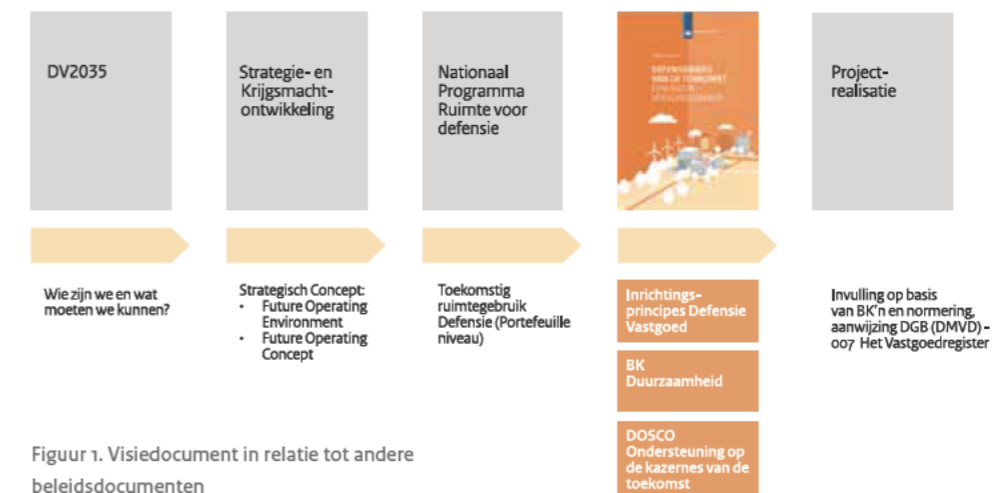 DV2035
Strategie- en
Krijgsmacht-
ontwikkeling
Nationaal
Programma
Ruimte voor
defensie
VAN DE TOEKOMST
Project-
realisatie
Wie zijn we en wat
moeten we kunnen?
Strategisch Concept:
• Future Operating
Environment
• Future Operating
Concept
Toekomstig
ruimtegebruik
Defensie (Portefeuille
niveau)
Inrichtings-
principes Defensie
Vastgoed
BK
Duurzaamheid
DOSCO
Ondersteuning op
de kazernes van de
toekomst
Invulling op basis
van BK'n en normering,
aanwijzing DGB (DMVD) -
007 Het Vastgoedregister
Figuur 1. Visiedocument in relatie tot andere
beleidsdocumenten